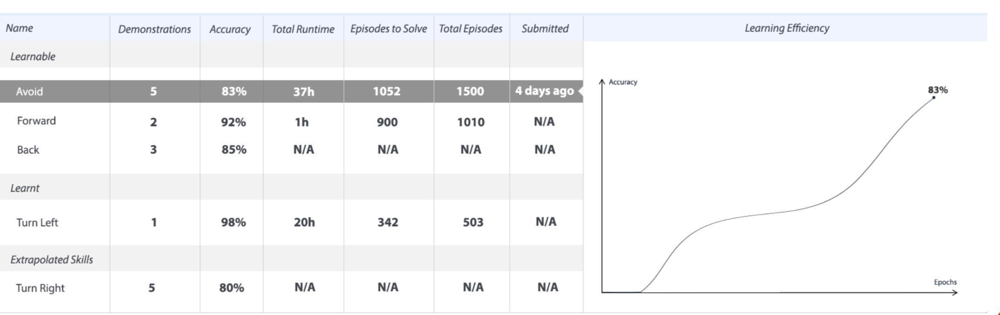 Name Demonstrations Accuracy Total Runtime Episodes to Solve Total Episodes Submitted Learning Efficiency
Learnable
Avoid 5 83% 37h 1052 1500 4 days ago
Forward 2 92% 1h 900 1010 N/A
Back 3 85% N/A N/A N/A N/A
Learnt
Turn Left 1 98% 20h 342 503 N/A
Extrapolated Skills
Turn Right 5 80% N/A N/A N/A N/A
Accuracy
83%
Epochs